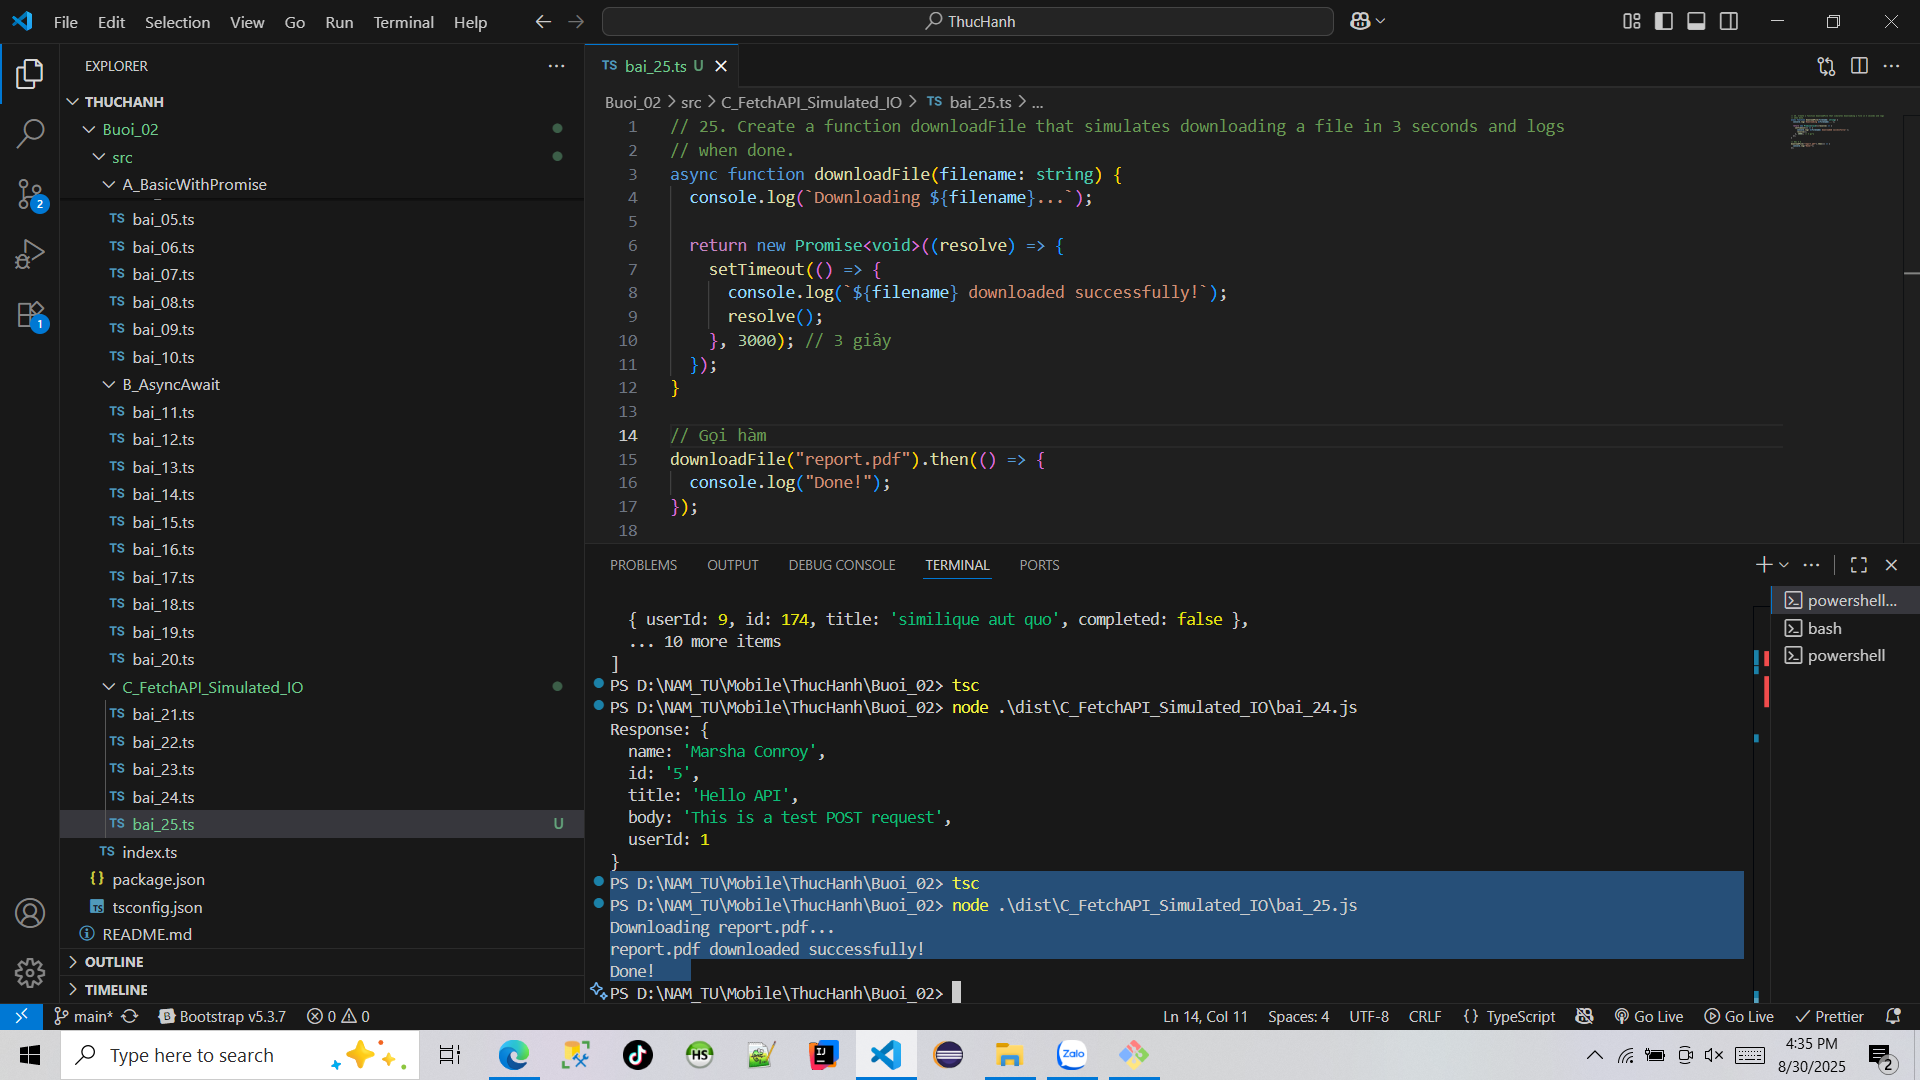 File Edit Selection View Go Run Terminal Help
ThucHanh
EXPLORER
THUCHANH
Buoi_02
src
A_BasicWithPromise
TS bai_05.ts
TS bai_06.ts
TS bai_07.ts
TS bai_08.ts
TS bai_09.ts
TS bai_10.ts
B_AsyncAwait
TS bai_11.ts
TS bai_12.ts
TS bai_13.ts
TS bai_14.ts
TS bai_15.ts
TS bai_16.ts
TS bai_17.ts
TS bai_18.ts
TS bai_19.ts
TS bai_20.ts
C_FetchAPI_Simulated_IO
TS bai_21.ts
TS bai_22.ts
TS bai_23.ts
TS bai_24.ts
TS bai_25.ts U
TS index.ts
{} package.json
TS tsconfig.json
README.md
OUTLINE
TIMELINE
2
1
TS bai_25.ts U
Buoi_02 > src > C_FetchAPI_Simulated_IO > TS bai_25.ts > ...
1 // 25. Create a function downloadFile that simulates downloading a file in 3 seconds and logs
2 // when done.
3 async function downloadFile(filename: string) {
4 console.log(`Downloading ${filename}...`);
5
6 return new Promise<void>((resolve) => {
7 setTimeout(() => {
8 console.log(`${filename} downloaded successfully!`);
9 resolve();
10 }, 3000); // 3 giây
11 });
12 }
13
14 // Gọi hàm
15 downloadFile("report.pdf").then(() => {
16 console.log("Done!");
17 });
18
PROBLEMS OUTPUT DEBUG CONSOLE TERMINAL PORTS
{ userId: 9, id: 174, title: 'similique aut quo', completed: false },
... 10 more items
]
PS D:\NAM_TU\Mobile\ThucHanh\Buoi_02> tsc
PS D:\NAM_TU\Mobile\ThucHanh\Buoi_02> node .\dist\C_FetchAPI_Simulated_IO\bai_24.js
Response: {
name: 'Marsha Conroy',
id: '5',
title: 'Hello API',
body: 'This is a test POST request',
userId: 1
}
PS D:\NAM_TU\Mobile\ThucHanh\Buoi_02> tsc
PS D:\NAM_TU\Mobile\ThucHanh\Buoi_02> node .\dist\C_FetchAPI_Simulated_IO\bai_25.js
Downloading report.pdf...
report.pdf downloaded successfully!
Done!
PS D:\NAM_TU\Mobile\ThucHanh\Buoi_02>
powershell...
bash
powershell
main* Bootstrap v5.3.7 0 0 Ln 14, Col 11 Spaces: 4 UTF-8 CRLF {} TypeScript Go Live Go Live Prettier
Type here to search
HS
IJ
Zalo
4:35 PM
8/30/2025
2